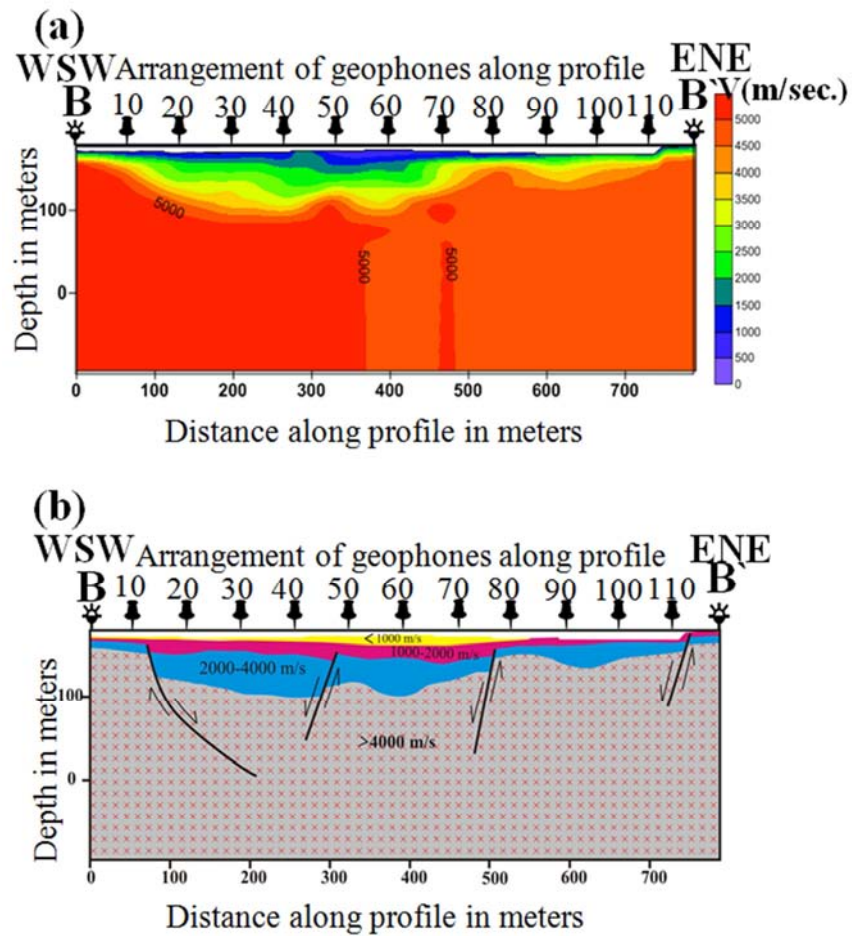 (a)
WSW Arrangement of geophones along profile ENE
B 10 20 30 40 50 60 70 80 90 100 110 B` V(m/sec.)
5000
4500
4000
3500
3000
2500
2000
1500
1000
500
0
Depth in meters
100
0
5000
5000
5000
0 100 200 300 400 500 600 700
Distance along profile in meters
(b)
WSW Arrangement of geophones along profile ENE
B 10 20 30 40 50 60 70 80 90 100 110 B`
<1000 m/s
1000-2000 m/s
2000-4000 m/s
>4000 m/s
Depth in meters
100
0
0 100 200 300 400 500 600 700
Distance along profile in meters